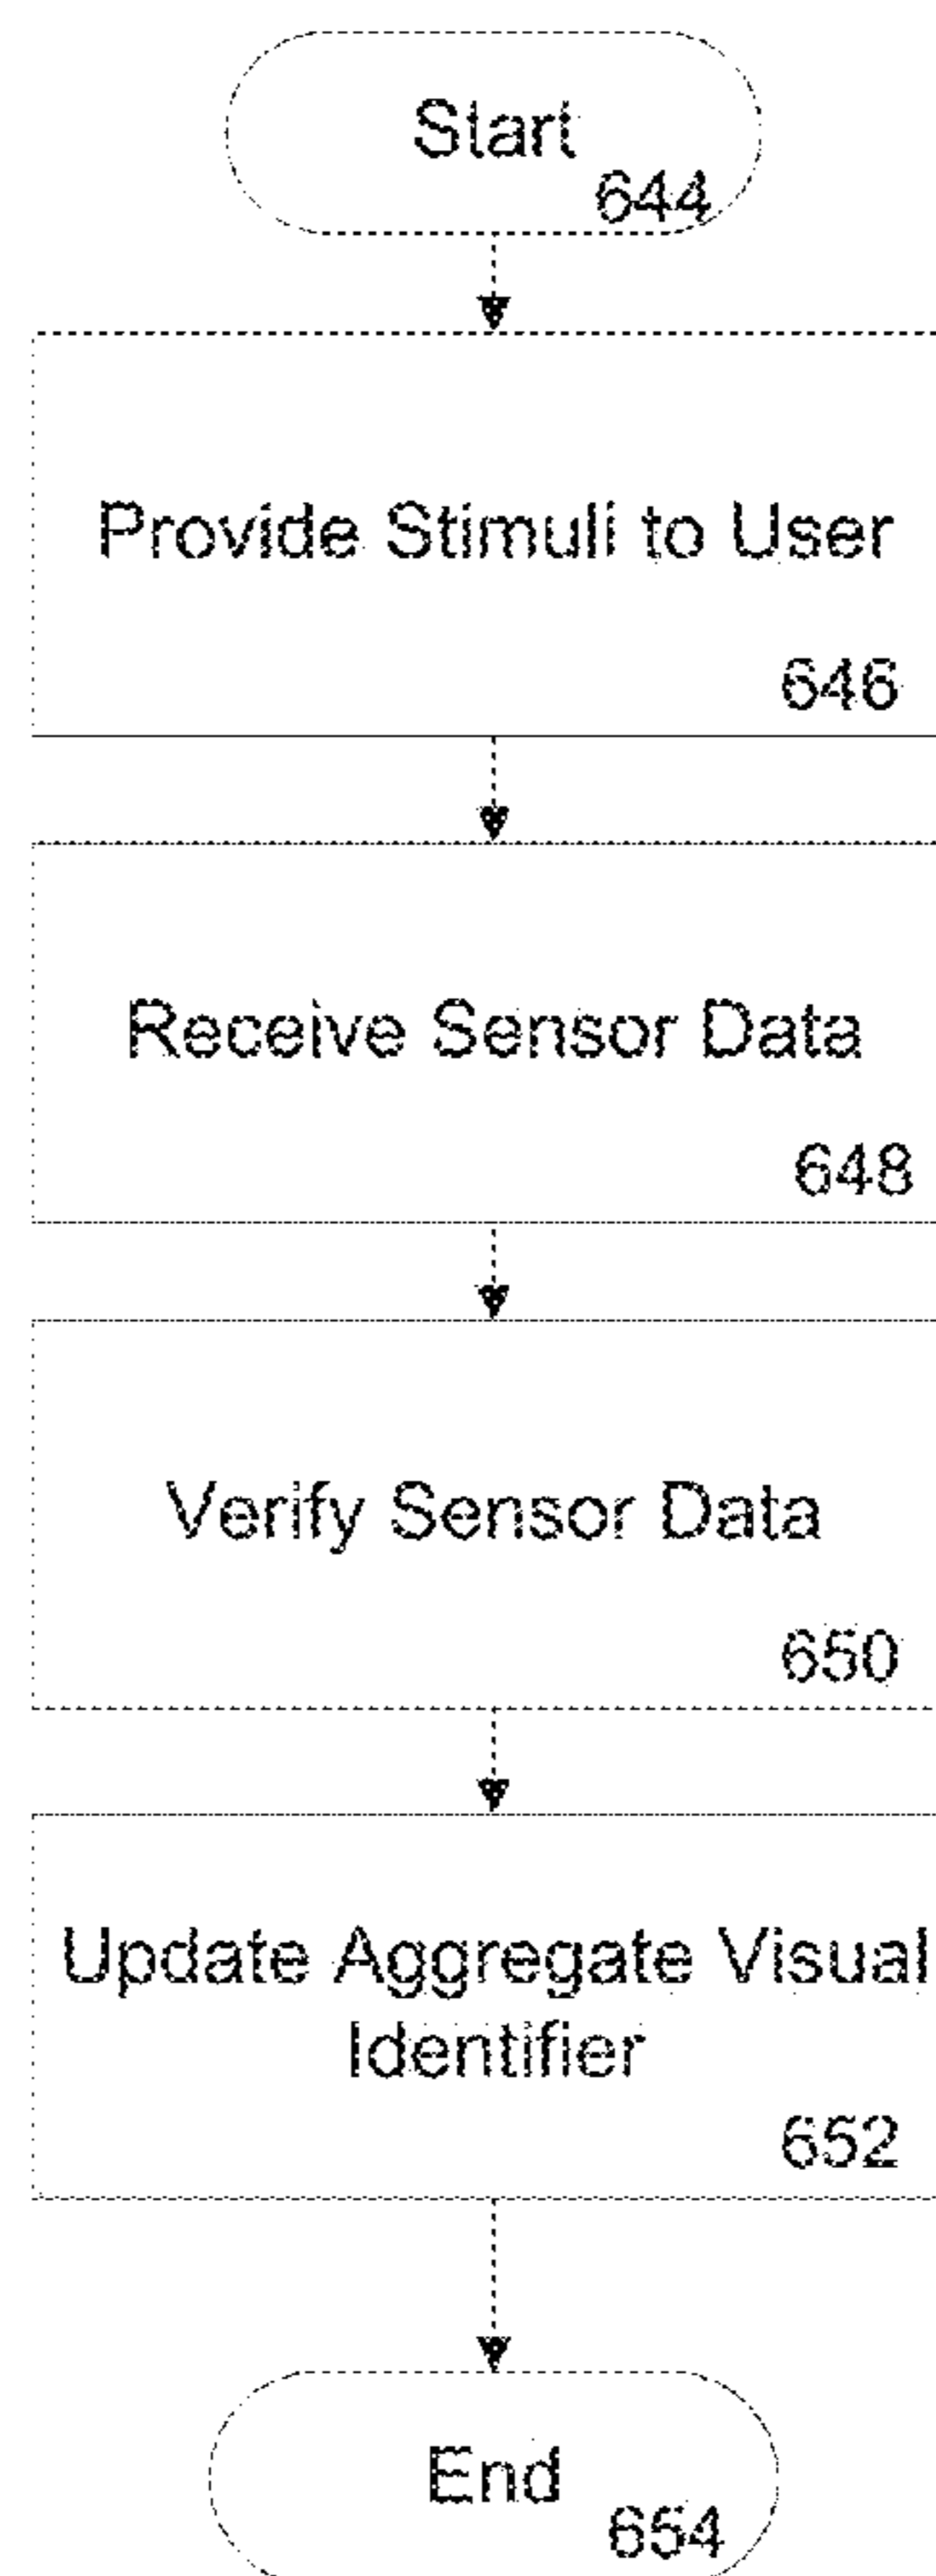 Start
644
Provide Stimuli to User
646
Receive Sensor Data
648
Verify Sensor Data
650
Update Aggregate Visual
Identifier
652
End
654